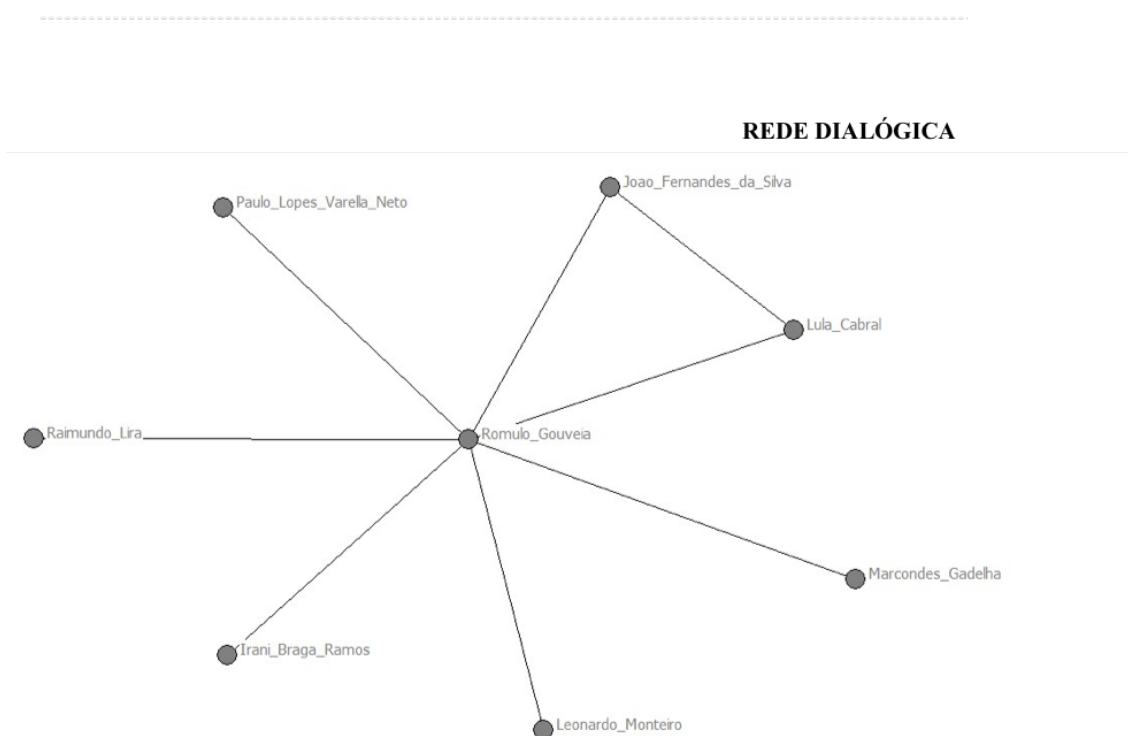 REDE DIALÓGICA
Joao_Fernandes_da_Silva
Paulo_Lopes_Varella_Neto
Lula_Cabral
Raimundo_Lira
Romulo_Gouveia
Marcondes_Gadelha
Irani_Braga_Ramos
Leonardo_Monteiro